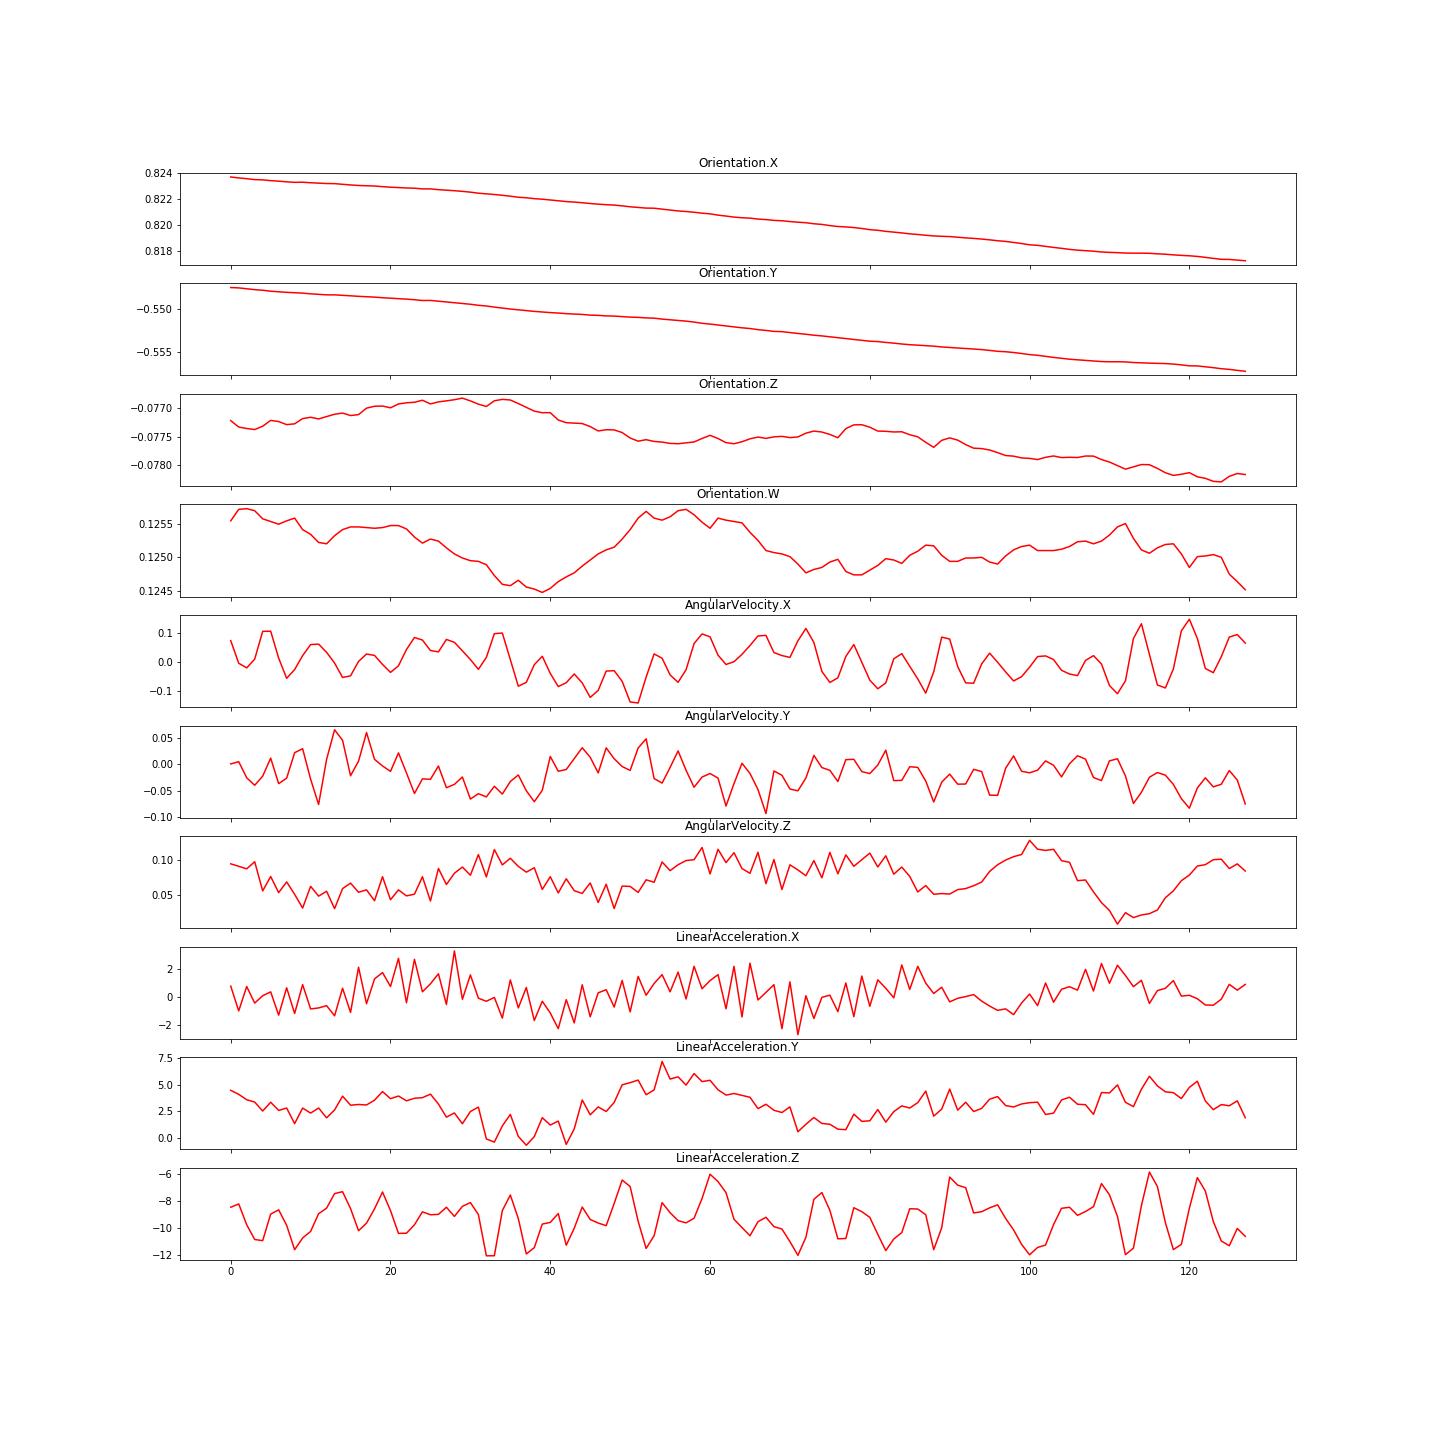 Orientation.X
0.824
0.822
0.820
0.818
Orientation.Y
−0.550
−0.555
Orientation.Z
−0.0770
−0.0775
−0.0780
Orientation.W
0.1255
0.1250
0.1245
AngularVelocity.X
0.1
0.0
−0.1
AngularVelocity.Y
0.05
0.00
−0.05
−0.10
AngularVelocity.Z
0.10
0.05
LinearAcceleration.X
2
0
−2
LinearAcceleration.Y
7.5
5.0
2.5
0.0
LinearAcceleration.Z
−6
−8
−10
−12
0 20 40 60 80 100 120